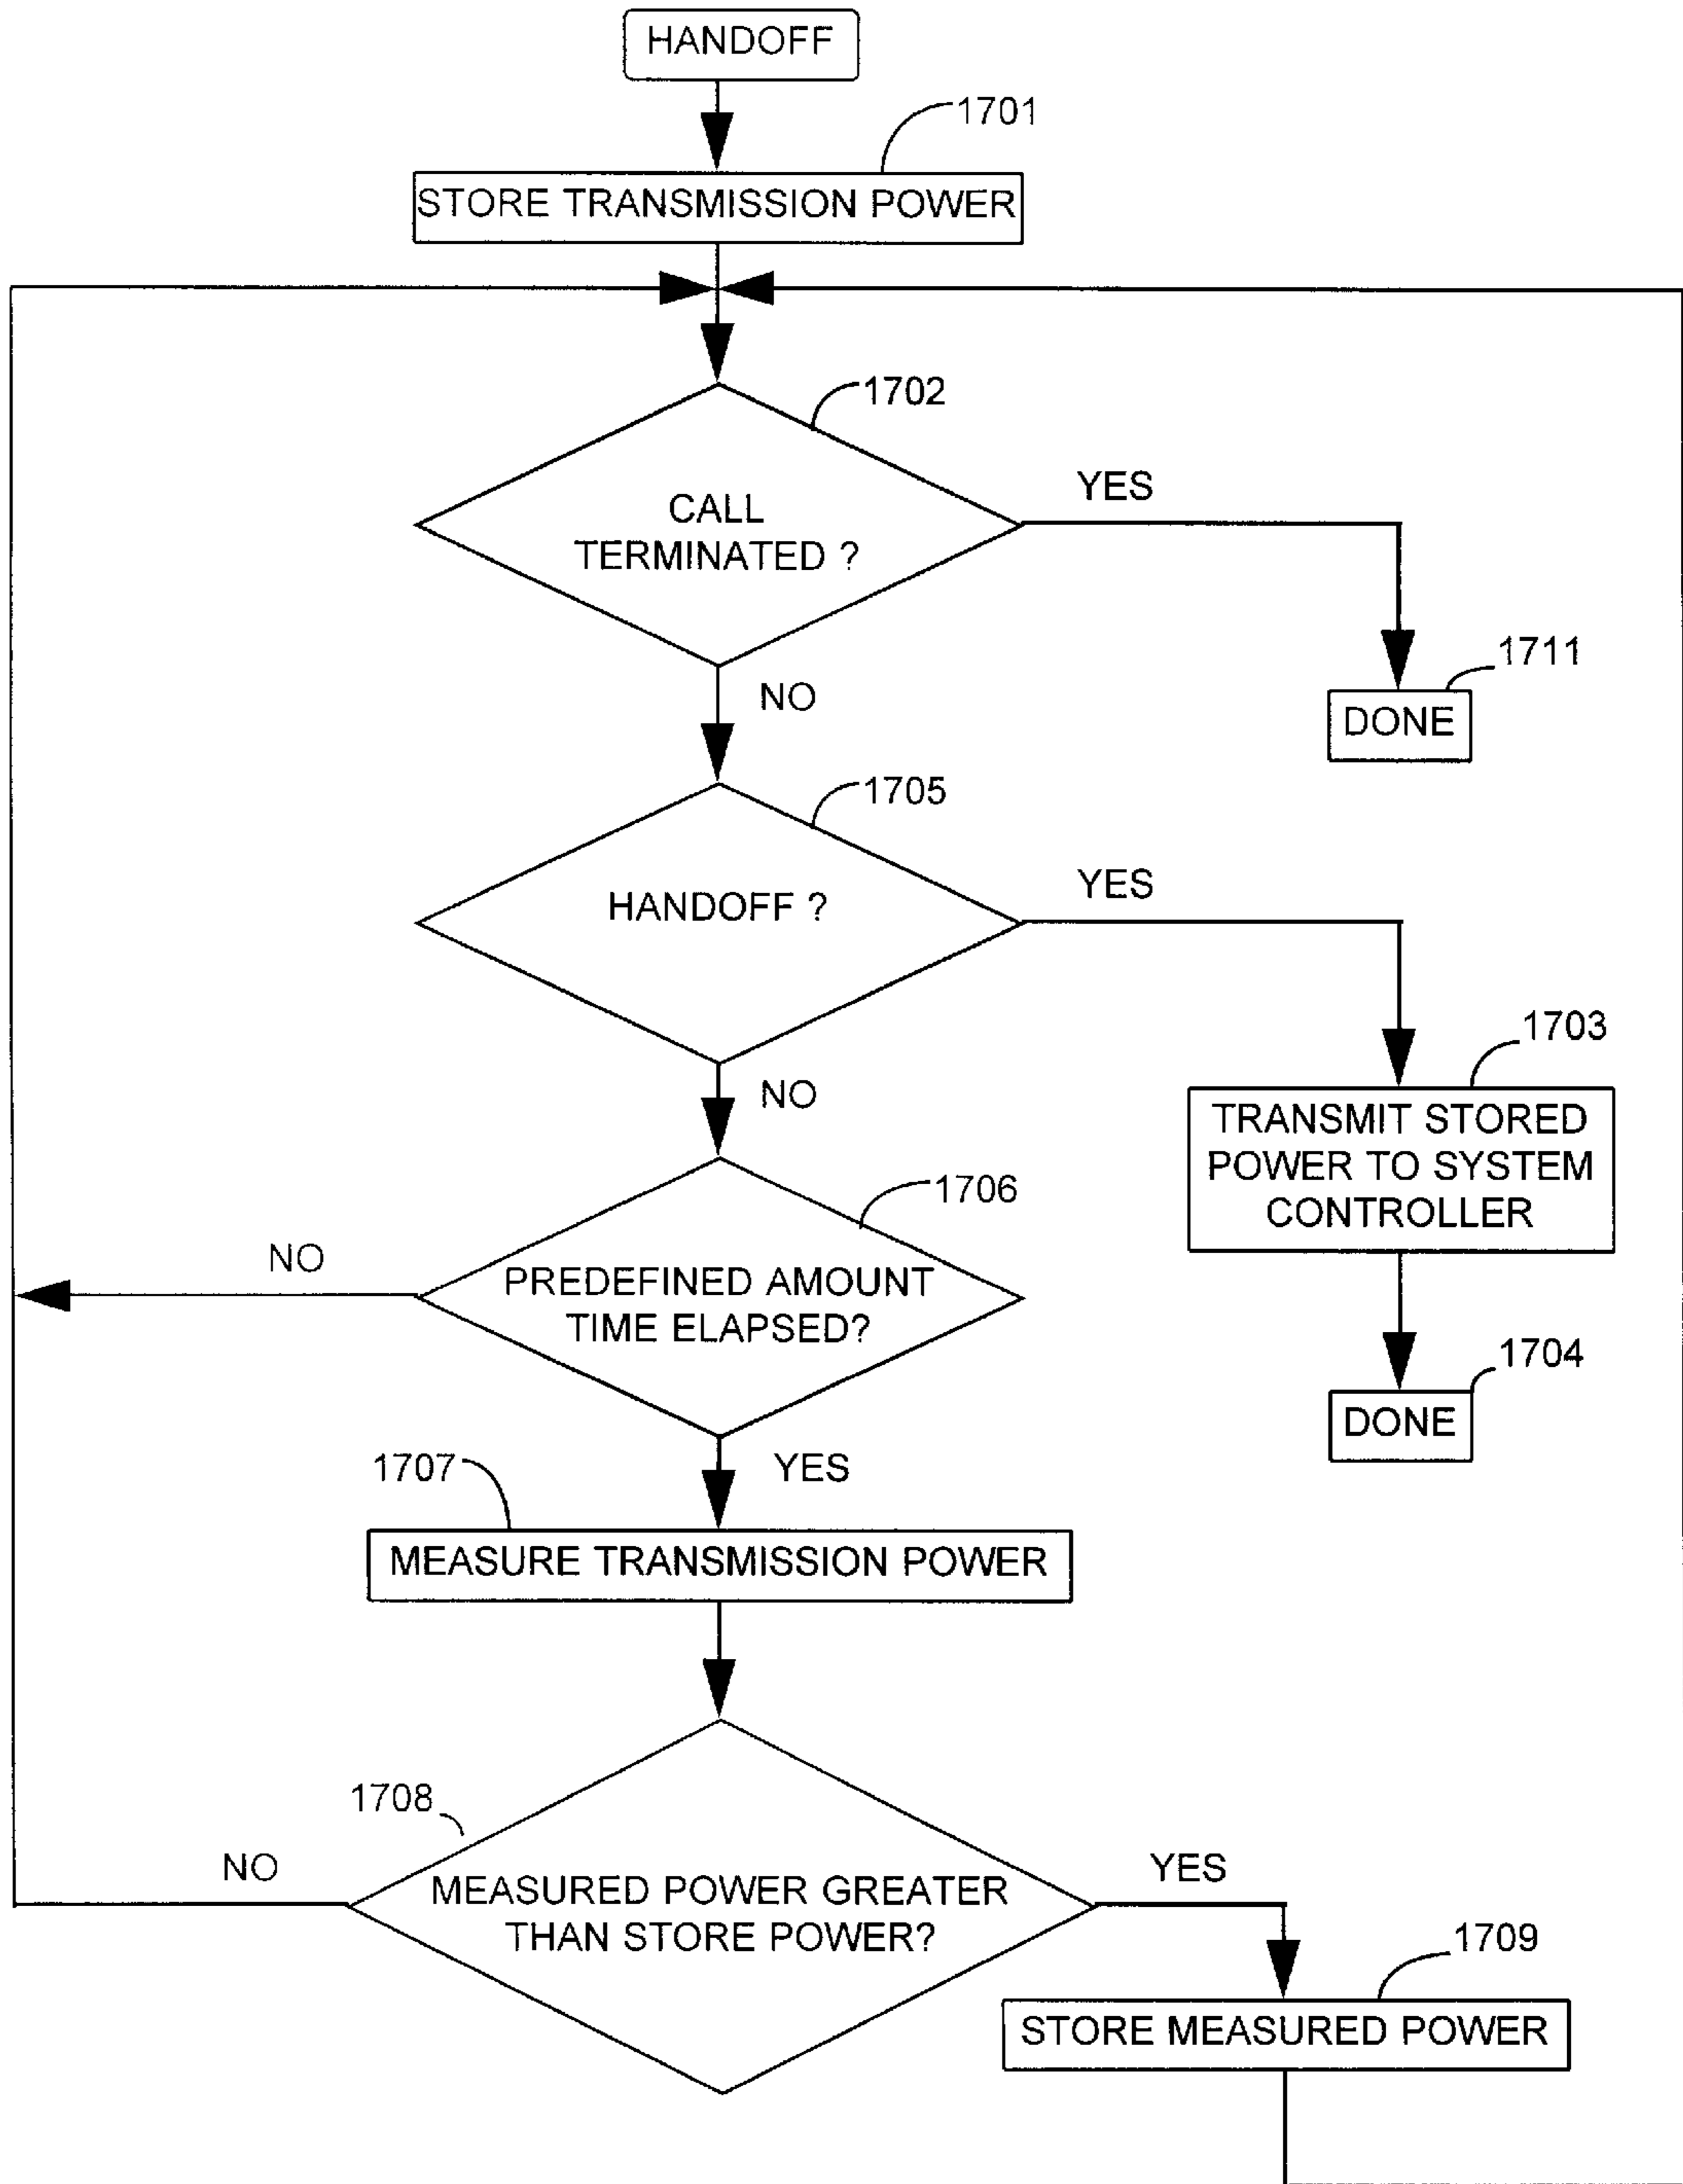 HANDOFF
1701
STORE TRANSMISSION POWER
1702
CALL
TERMINATED ?
YES
1711
DONE
NO
1705
HANDOFF ?
YES
1703
TRANSMIT STORED
POWER TO SYSTEM
CONTROLLER
NO
1706
PREDEFINED AMOUNT
TIME ELAPSED?
NO
1704
DONE
YES
1707
MEASURE TRANSMISSION POWER
1708
MEASURED POWER GREATER
THAN STORE POWER?
NO
YES
1709
STORE MEASURED POWER